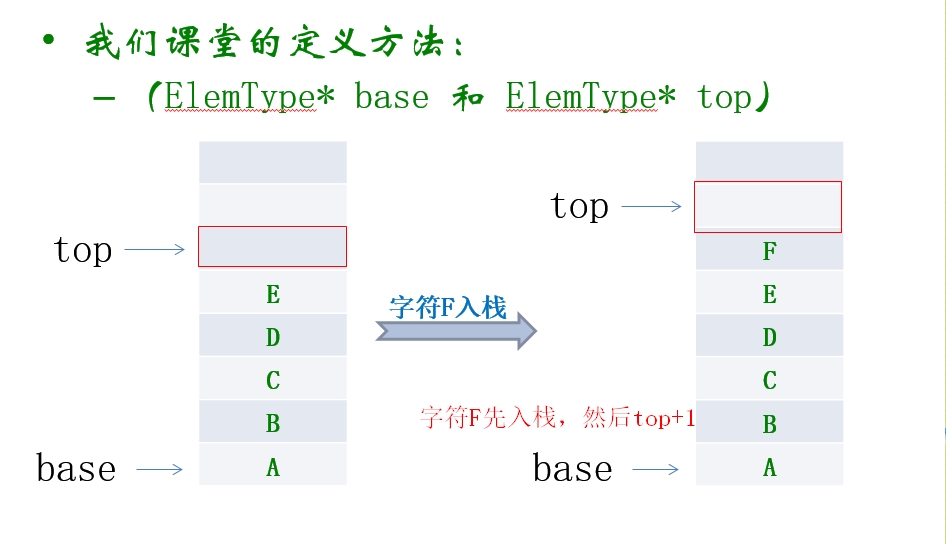 • 我们课堂的定义方法：
– （ElemType* base 和 ElemType* top）
top
top
F
E
E
字符F入栈
D
D
C
C
字符F先入栈，然后top+1
B
B
base
A
base
A